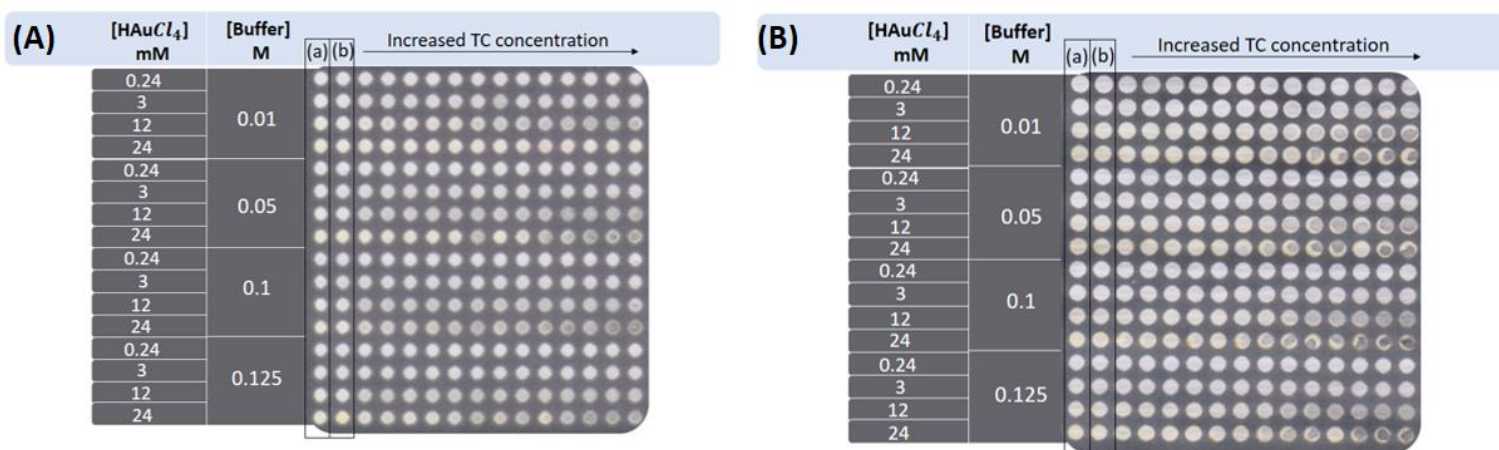 (A)
[HAuCl₄]
mM
[Buffer]
M
(a) (b)
Increased TC concentration
0.24
3
12
24
0.01
0.24
3
12
24
0.05
0.24
3
12
24
0.1
0.24
3
12
24
0.125
(B)
[HAuCl₄]
mM
[Buffer]
M
(a) (b)
Increased TC concentration
0.24
3
12
24
0.01
0.24
3
12
24
0.05
0.24
3
12
24
0.1
0.24
3
12
24
0.125